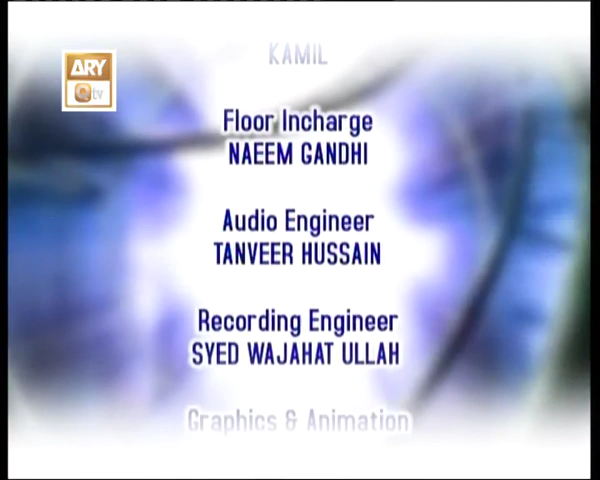 KAMIL
ARY
Qtv
Floor Incharge
NAEEM GANDHI
Audio Engineer
TANVEER HUSSAIN
Recording Engineer
SYED WAJAHAT ULLAH
Graphics & Animation